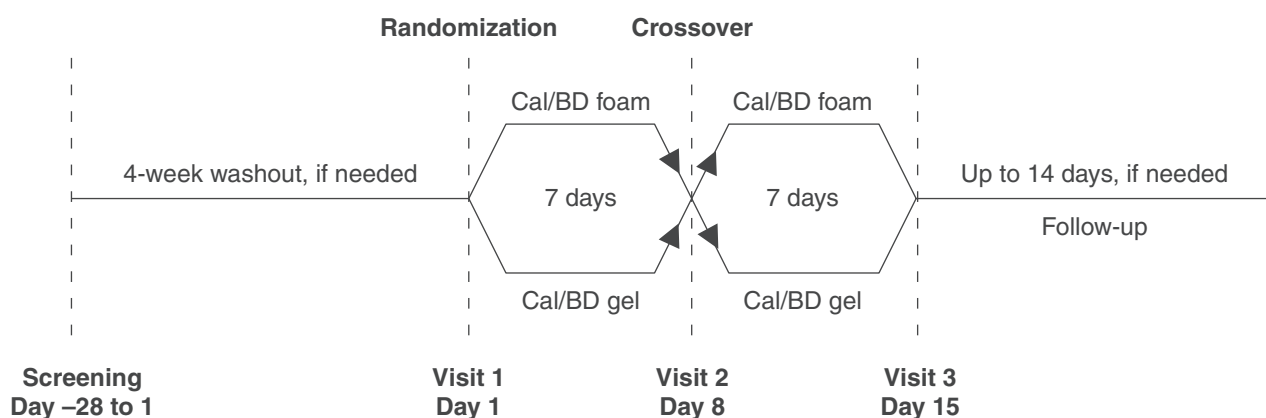 Randomization
Crossover
Cal/BD foam
Cal/BD foam
4-week washout, if needed
7 days
7 days
Up to 14 days, if needed
Follow-up
Cal/BD gel
Cal/BD gel
Screening
Day –28 to 1
Visit 1
Day 1
Visit 2
Day 8
Visit 3
Day 15